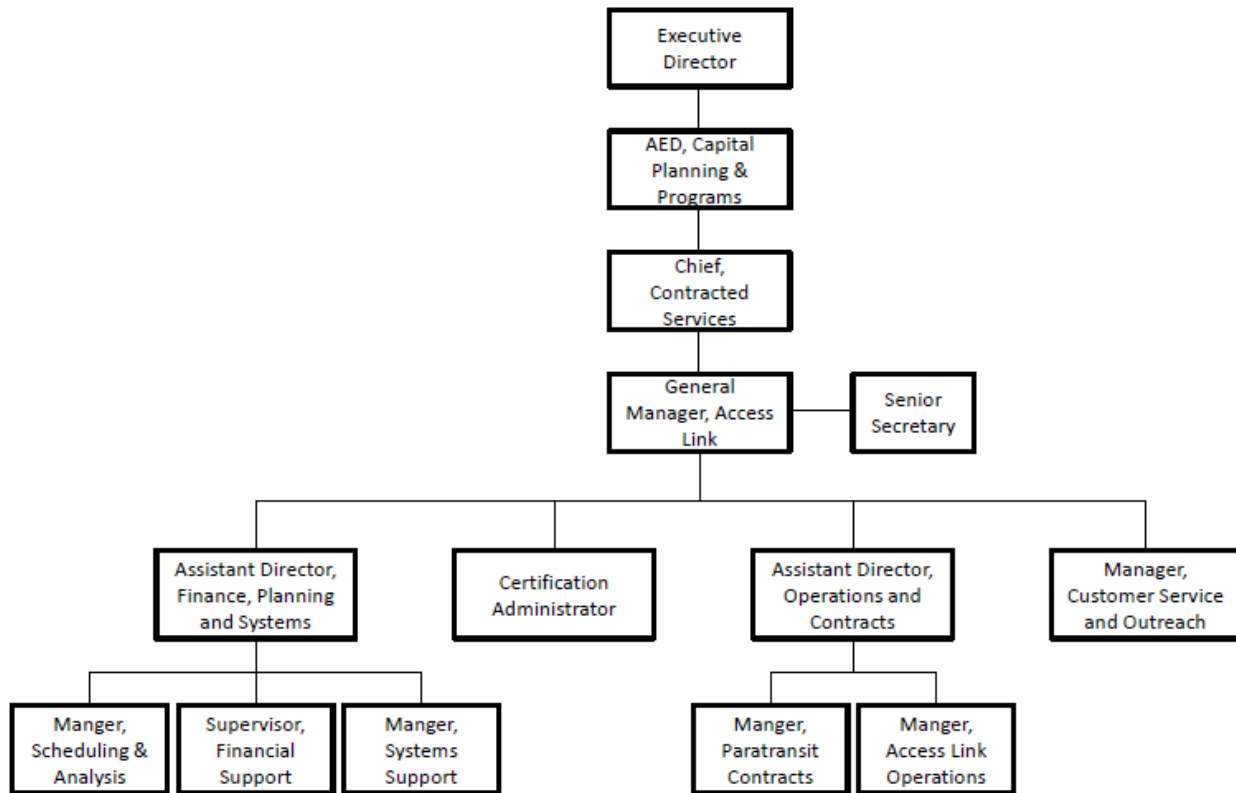 Executive
Director
AED, Capital
Planning &
Programs
Chief,
Contracted
Services
General
Manager, Access
Link
Senior
Secretary
Assistant Director,
Finance, Planning
and Systems
Certification
Administrator
Assistant Director,
Operations and
Contracts
Manager,
Customer Service
and Outreach
Manger,
Scheduling &
Analysis
Supervisor,
Financial
Support
Manger,
Systems
Support
Manger,
Paratransit
Contracts
Manger,
Access Link
Operations